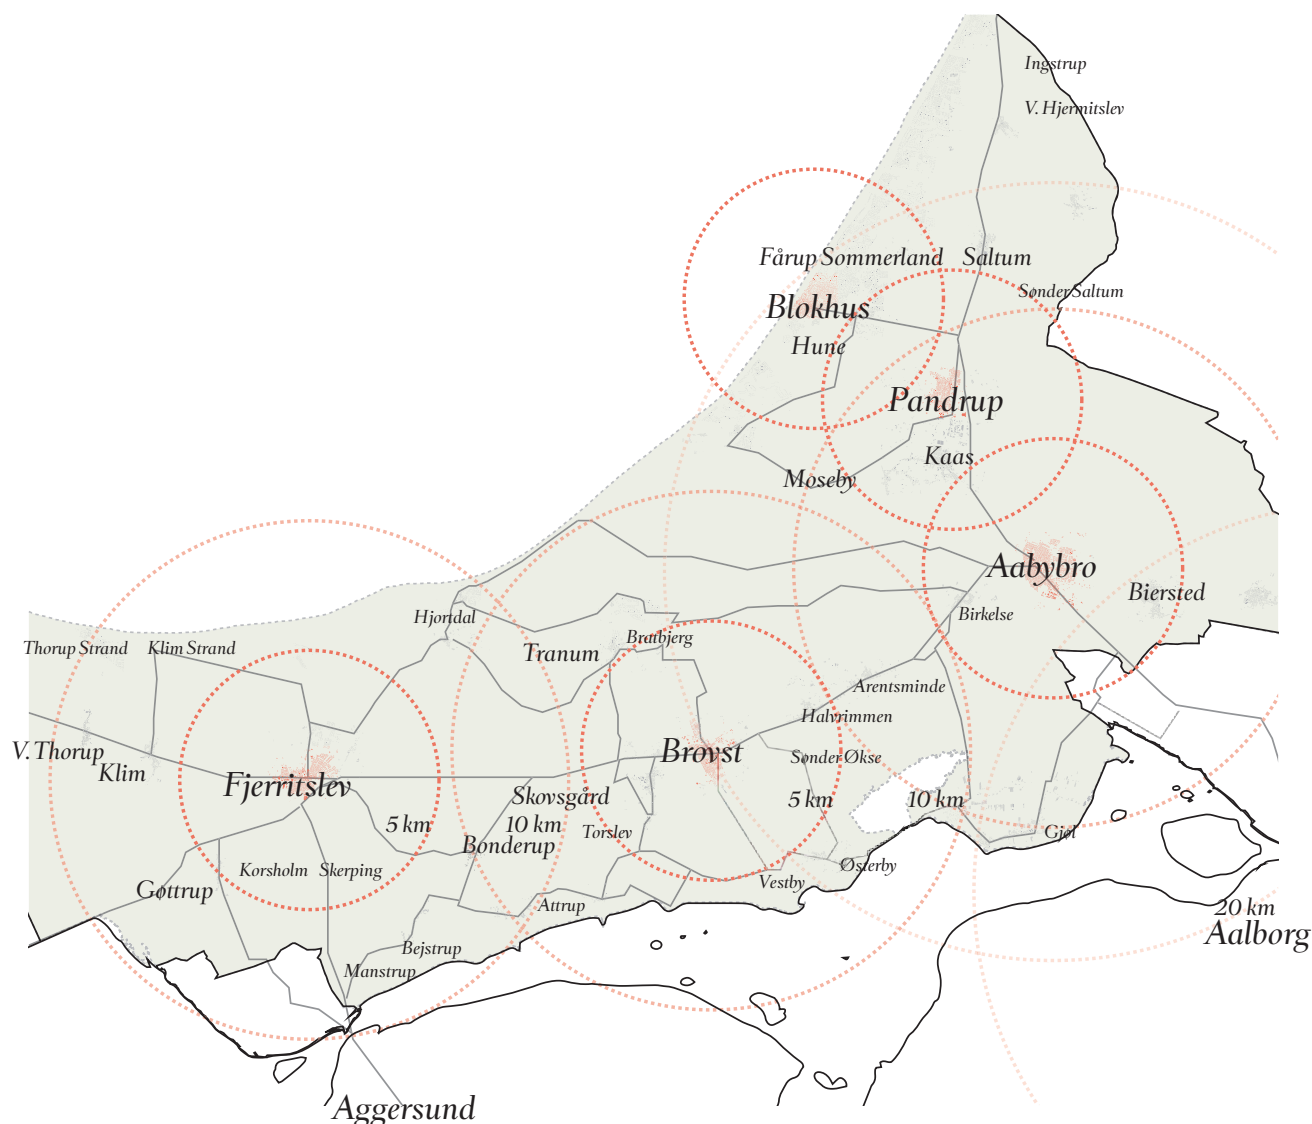 Ingstrup
V. Hjermitslev
Fårup Sommerland
Saltum
Sønder Saltum
Blokhus
Hune
Pandrup
Kaas
Moseby
Aabybro
Biersted
Birkelse
Hjortdal
Bratbjerg
Thorup Strand
Klim Strand
Tranum
Arentsminde
Halvrimmen
V. Thorup
Klim
Brovst
Sønder Økse
Fjerritslev
Skovsgård
5 km
10 km
5 km
10 km
Torslev
Bonderup
Gjøl
Korsholm
Skerping
Østerby
Vestby
Gøttrup
Attrup
20 km
Aalborg
Bejstrup
Manstrup
Aggersund